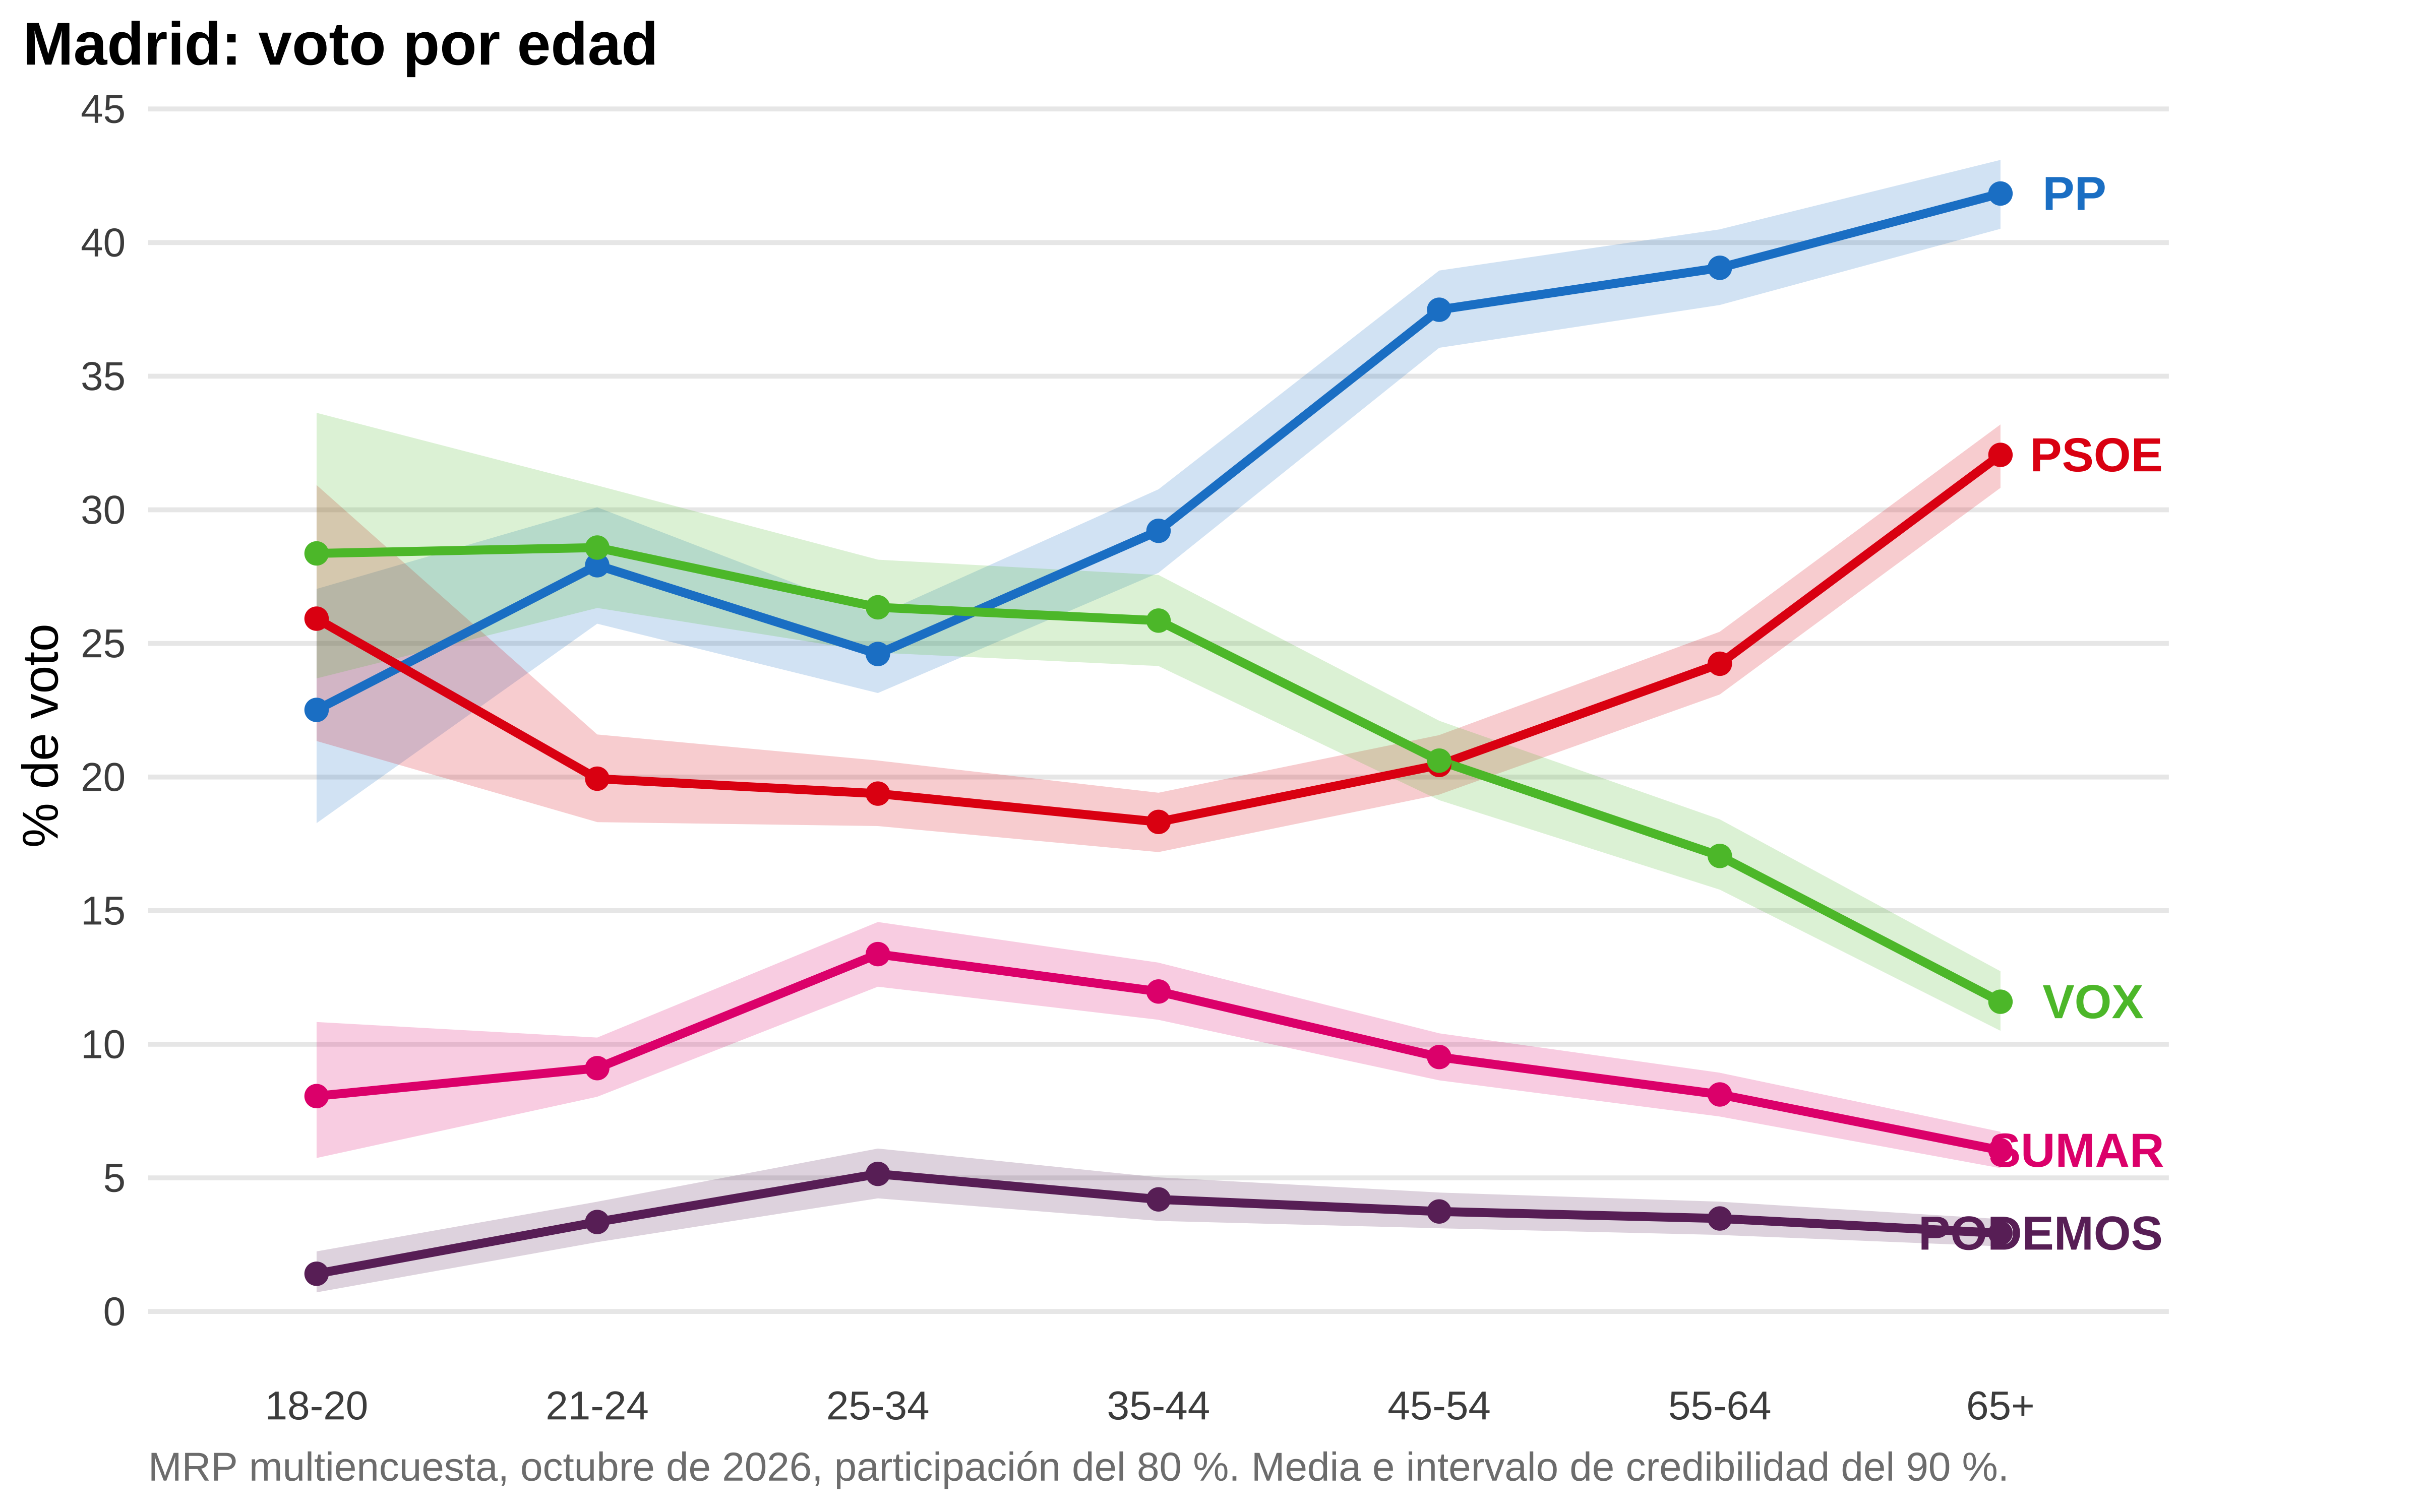 Madrid: voto por edad
45
40
35
30
25
20
15
10
5
0
% de voto
PP
PSOE
VOX
SUMAR
PODEMOS
18-20 21-24 25-34 35-44 45-54 55-64 65+
MRP multiencuesta, octubre de 2026, participación del 80 %. Media e intervalo de credibilidad del 90 %.